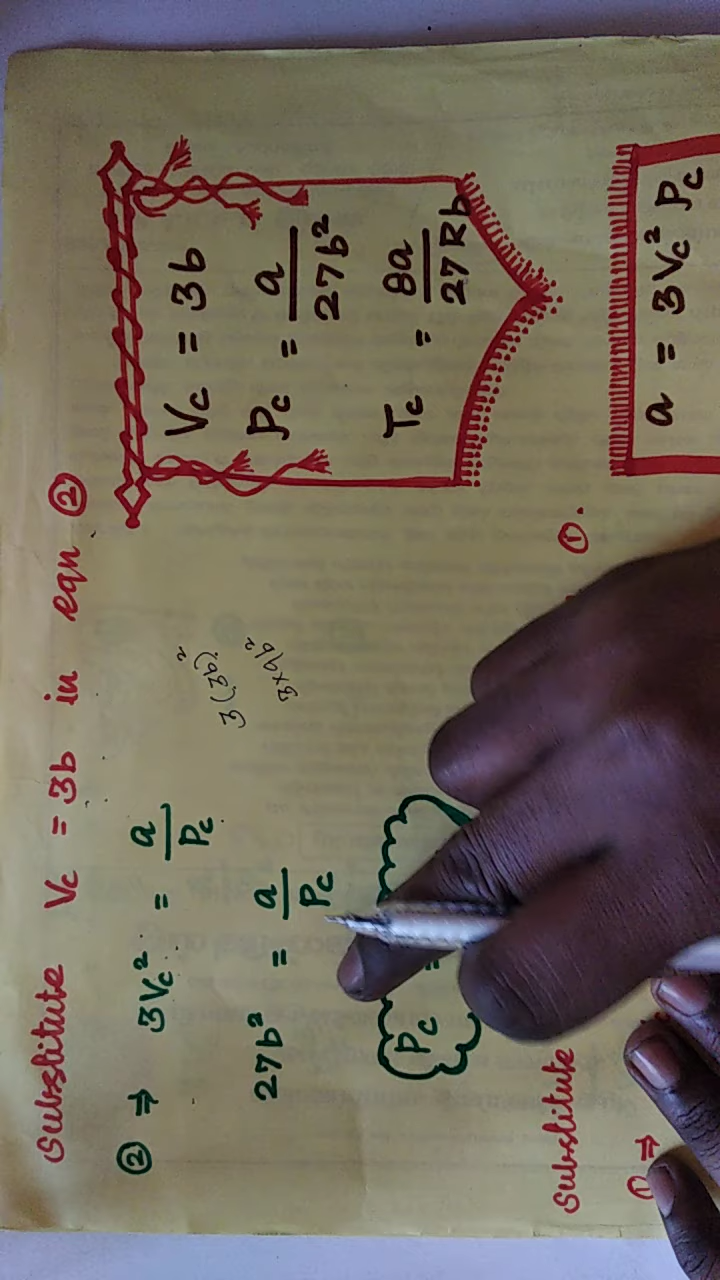 Substitute Vc = 3b in eqn ②
② ⇒ 3Vc² = a/Pc
3(3b)²
3×9b²
27b² = a/Pc
Pc =
Substitute ①.
① ⇒
Vc = 3b
Pc = a/27b²
Tc = 8a/27Rb
a = 3Vc² Pc